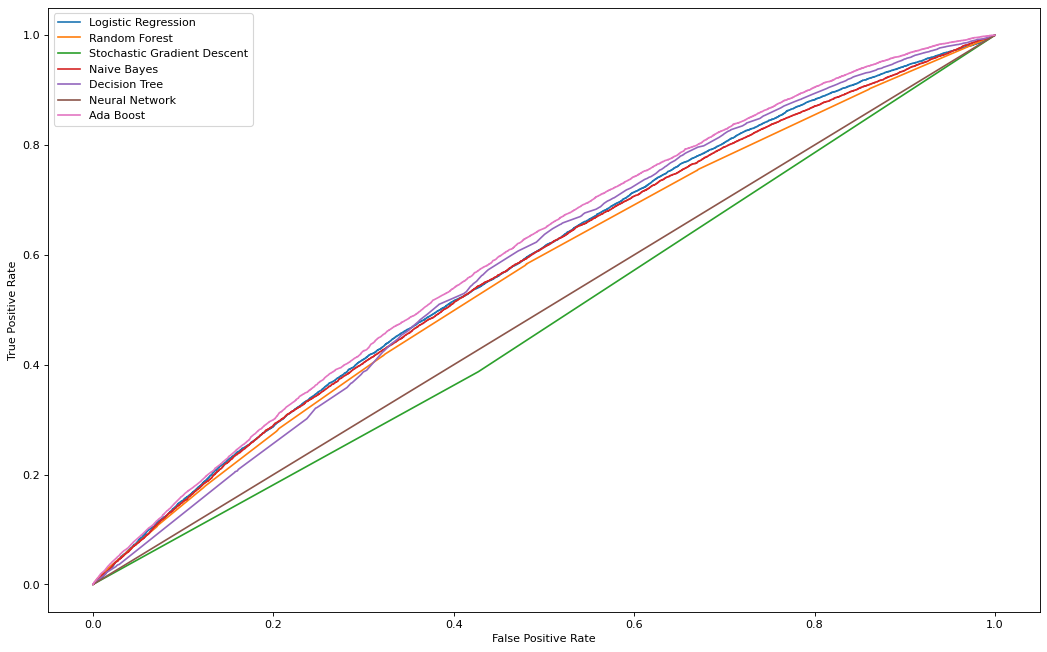 Logistic Regression
Random Forest
Stochastic Gradient Descent
Naive Bayes
Decision Tree
Neural Network
Ada Boost
1.0
0.8
0.6
0.4
0.2
0.0
True Positive Rate
0.0 0.2 0.4 0.6 0.8 1.0
False Positive Rate